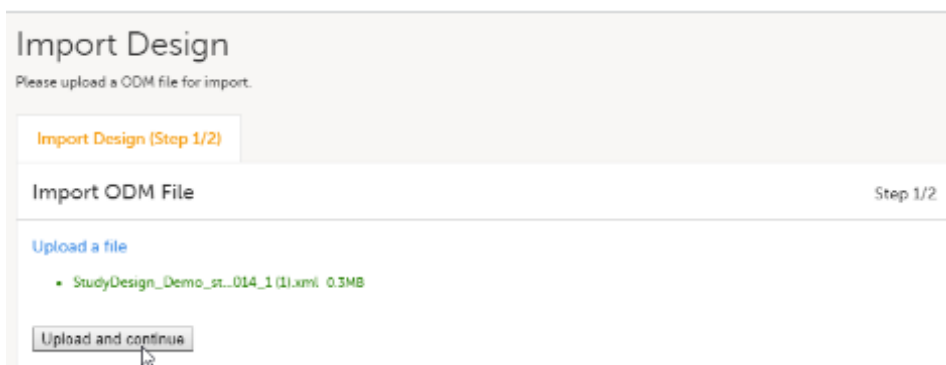 Import Design
Please upload a ODM file for import.
Import Design (Step 1/2)
Import ODM File
Step 1/2
Upload a file
StudyDesign_Demo_st...014_1 (1).xml 0.3MB
Upload and continue